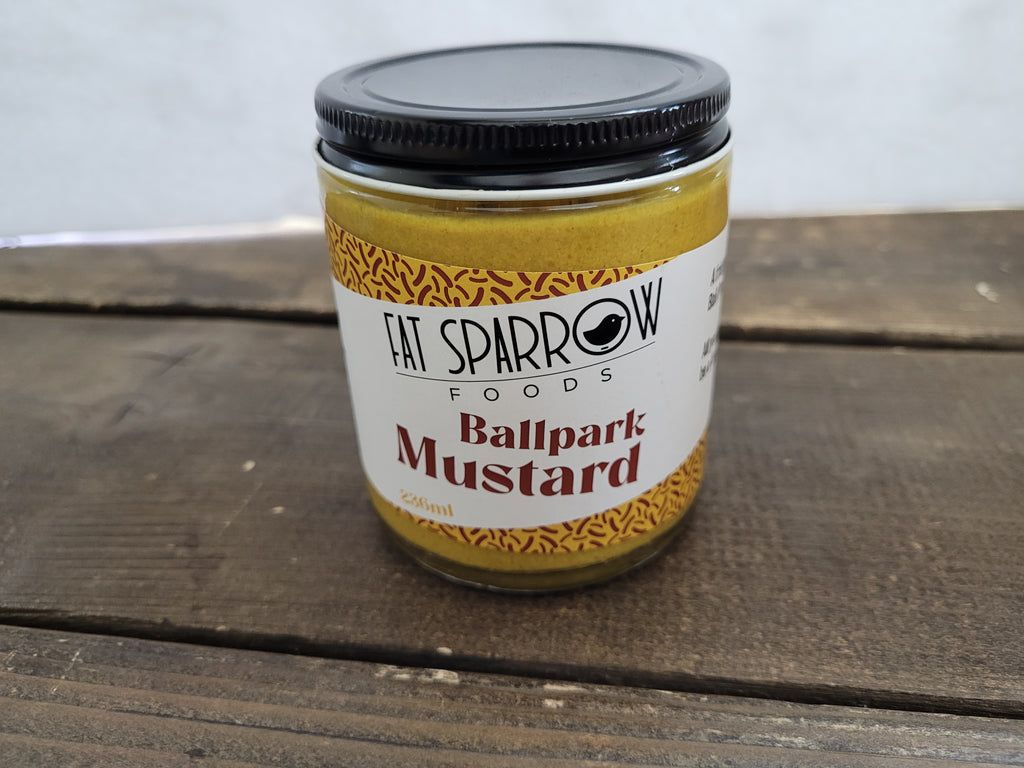 FAT SPARROW
FOODS
Ballpark
Mustard
236ml